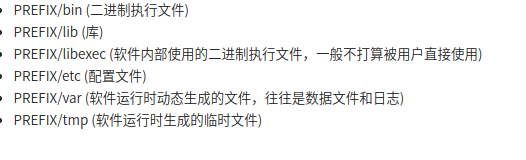 PREFIX/bin (二进制执行文件)
PREFIX/lib (库)
PREFIX/libexec (软件内部使用的二进制执行文件，一般不打算被用户直接使用)
PREFIX/etc (配置文件)
PREFIX/var (软件运行时动态生成的文件，往往是数据文件和日志)
PREFIX/tmp (软件运行时生成的临时文件)